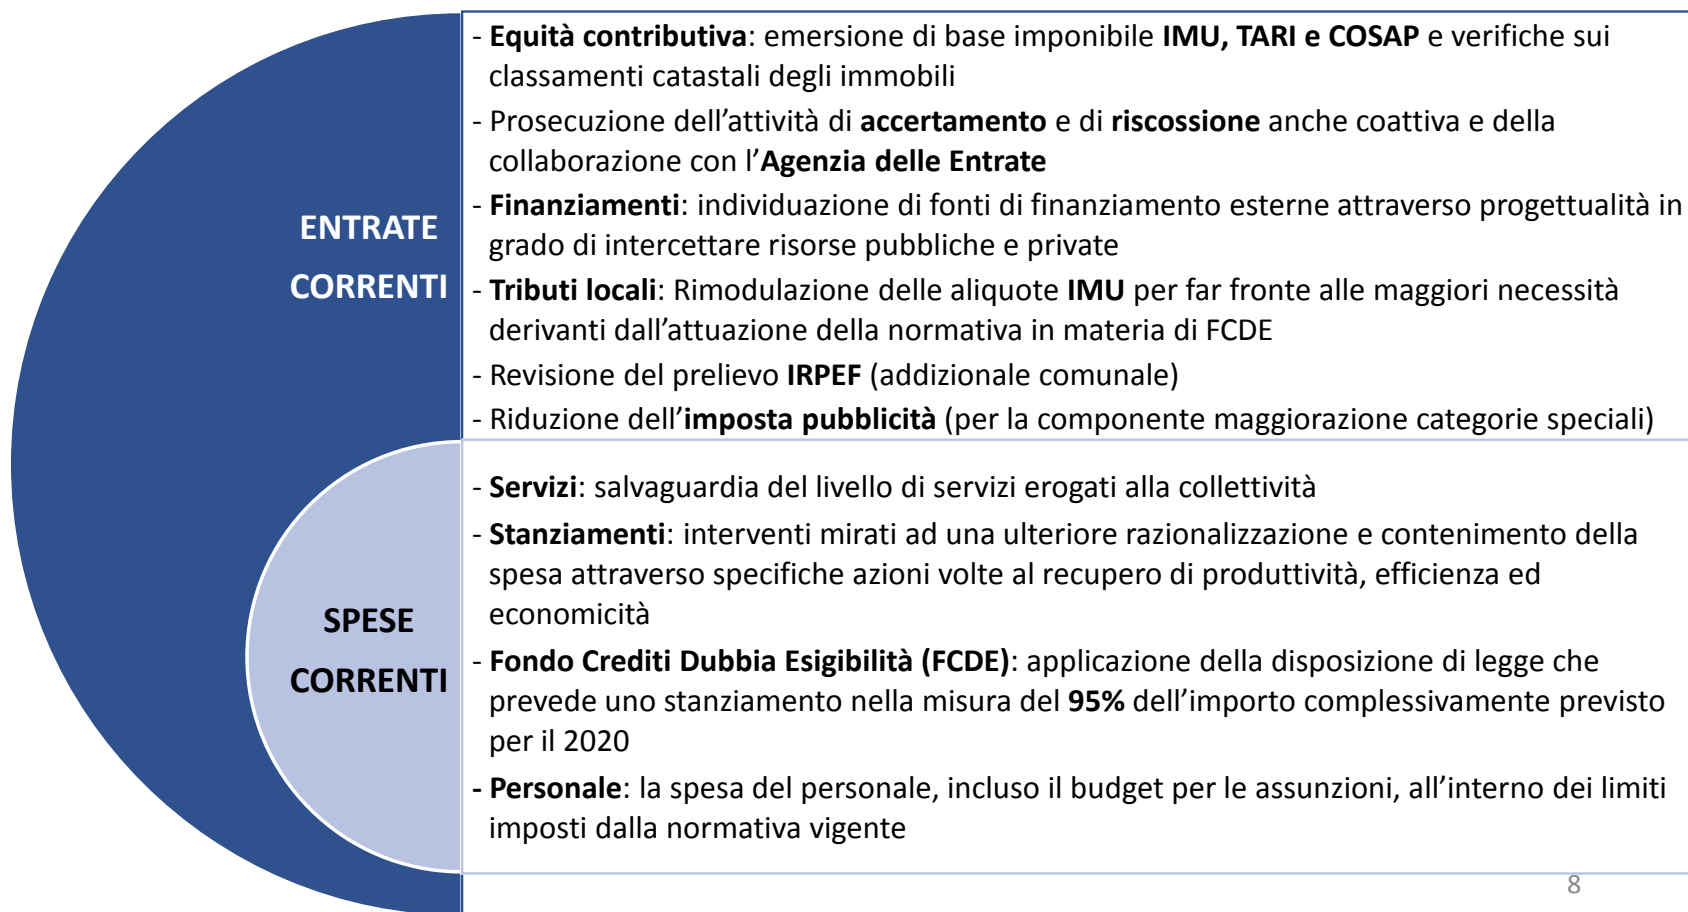 ENTRATE
CORRENTI
- Equità contributiva: emersione di base imponibile IMU, TARI e COSAP e verifiche sui
classamenti catastali degli immobili
- Prosecuzione dell’attività di accertamento e di riscossione anche coattiva e della
collaborazione con l’Agenzia delle Entrate
- Finanziamenti: individuazione di fonti di finanziamento esterne attraverso progettualità in
grado di intercettare risorse pubbliche e private
- Tributi locali: Rimodulazione delle aliquote IMU per far fronte alle maggiori necessità
derivanti dall’attuazione della normativa in materia di FCDE
- Revisione del prelievo IRPEF (addizionale comunale)
- Riduzione dell’imposta pubblicità (per la componente maggiorazione categorie speciali)
SPESE
CORRENTI
- Servizi: salvaguardia del livello di servizi erogati alla collettività
- Stanziamenti: interventi mirati ad una ulteriore razionalizzazione e contenimento della
spesa attraverso specifiche azioni volte al recupero di produttività, efficienza ed
economicità
- Fondo Crediti Dubbia Esigibilità (FCDE): applicazione della disposizione di legge che
prevede uno stanziamento nella misura del 95% dell’importo complessivamente previsto
per il 2020
- Personale: la spesa del personale, incluso il budget per le assunzioni, all’interno dei limiti
imposti dalla normativa vigente
8